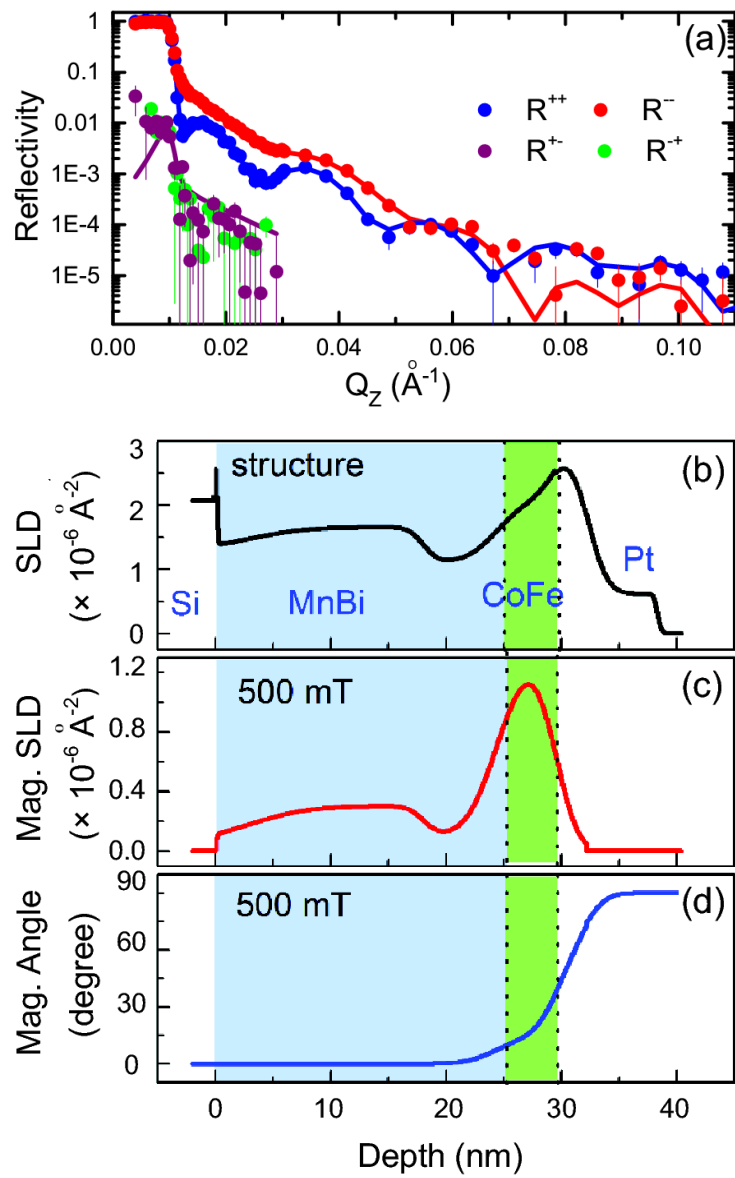 (a)
1
0.1
0.01
1E-3
1E-4
1E-5
Reflectivity
R⁺⁺ R⁻⁻
R⁺⁻ R⁻⁺
0.00 0.02 0.04 0.06 0.08 0.10
Q_Z (Å⁻¹)
(b)
structure
3
2
1
0
SLD
(× 10⁻⁶ Å⁻²)
Si MnBi CoFe Pt
(c)
500 mT
1.2
0.8
0.4
0.0
Mag. SLD
(× 10⁻⁶ Å⁻²)
(d)
500 mT
90
60
30
0
Mag. Angle
(degree)
0 10 20 30 40
Depth (nm)